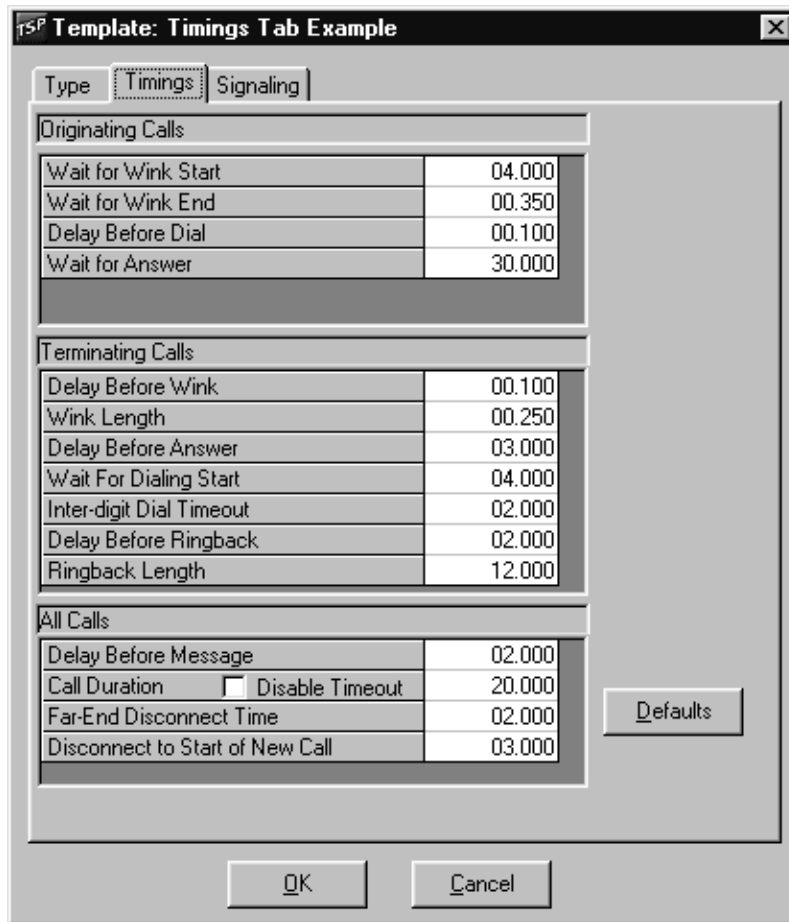 TSP Template: Timings Tab Example
Type Timings Signaling
Originating Calls
Wait for Wink Start 04.000
Wait for Wink End 00.350
Delay Before Dial 00.100
Wait for Answer 30.000
Terminating Calls
Delay Before Wink 00.100
Wink Length 00.250
Delay Before Answer 03.000
Wait For Dialing Start 04.000
Inter-digit Dial Timeout 02.000
Delay Before Ringback 02.000
Ringback Length 12.000
All Calls
Delay Before Message 02.000
Call Duration Disable Timeout 20.000
Far-End Disconnect Time 02.000
Disconnect to Start of New Call 03.000
Defaults
OK Cancel